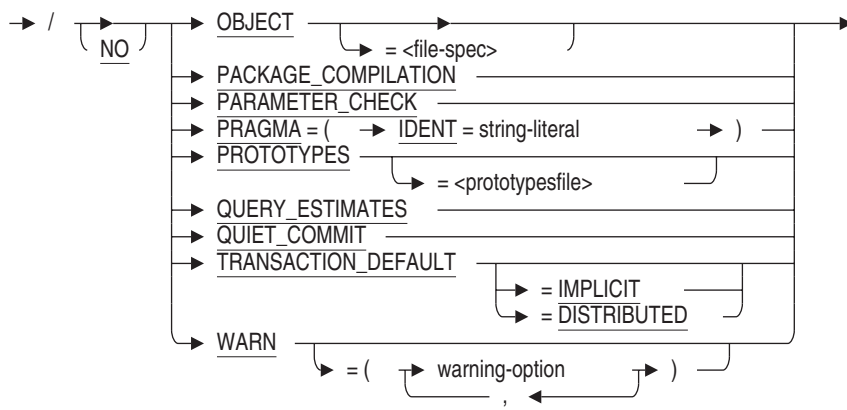 / OBJECT
NO = <file-spec>
PACKAGE_COMPILATION
PARAMETER_CHECK
PRAGMA = ( IDENT = string-literal )
PROTOTYPES
= <prototypesfile>
QUERY_ESTIMATES
QUIET_COMMIT
TRANSACTION_DEFAULT
= IMPLICIT
= DISTRIBUTED
WARN
= ( warning-option )
,